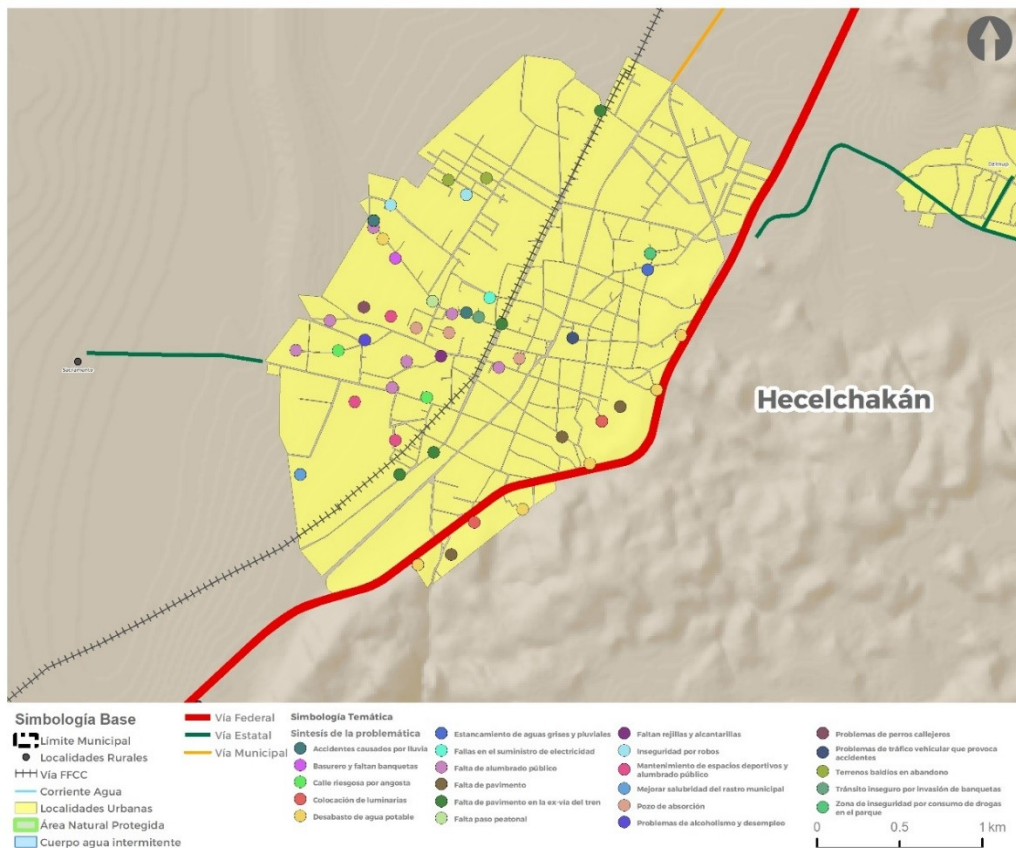 Dzitnup
Sacramento
Hecelchakán
Simbología Base
Límite Municipal
Localidades Rurales
Vía FFCC
Corriente Agua
Localidades Urbanas
Área Natural Protegida
Cuerpo agua intermitente
Vía Federal
Vía Estatal
Vía Municipal
Simbología Temática
Síntesis de la problemática
Accidentes causados por lluvia
Basurero y faltan banquetas
Calle riesgosa por angosta
Colocación de luminarias
Desabasto de agua potable
Estancamiento de aguas grises y pluviales
Fallas en el suministro de electricidad
Falta de alumbrado público
Falta de pavimento
Falta de pavimento en la ex-vía del tren
Falta paso peatonal
Faltan rejillas y alcantarillas
Inseguridad por robos
Mantenimiento de espacios deportivos y
alumbrado público
Mejorar salubridad del rastro municipal
Pozo de absorción
Problemas de alcoholismo y desempleo
Problemas de perros callejeros
Problemas de tráfico vehicular que provoca
accidentes
Terrenos baldíos en abandono
Tránsito inseguro por invasión de banquetas
Zona de inseguridad por consumo de drogas
en el parque
0 0.5 1 km